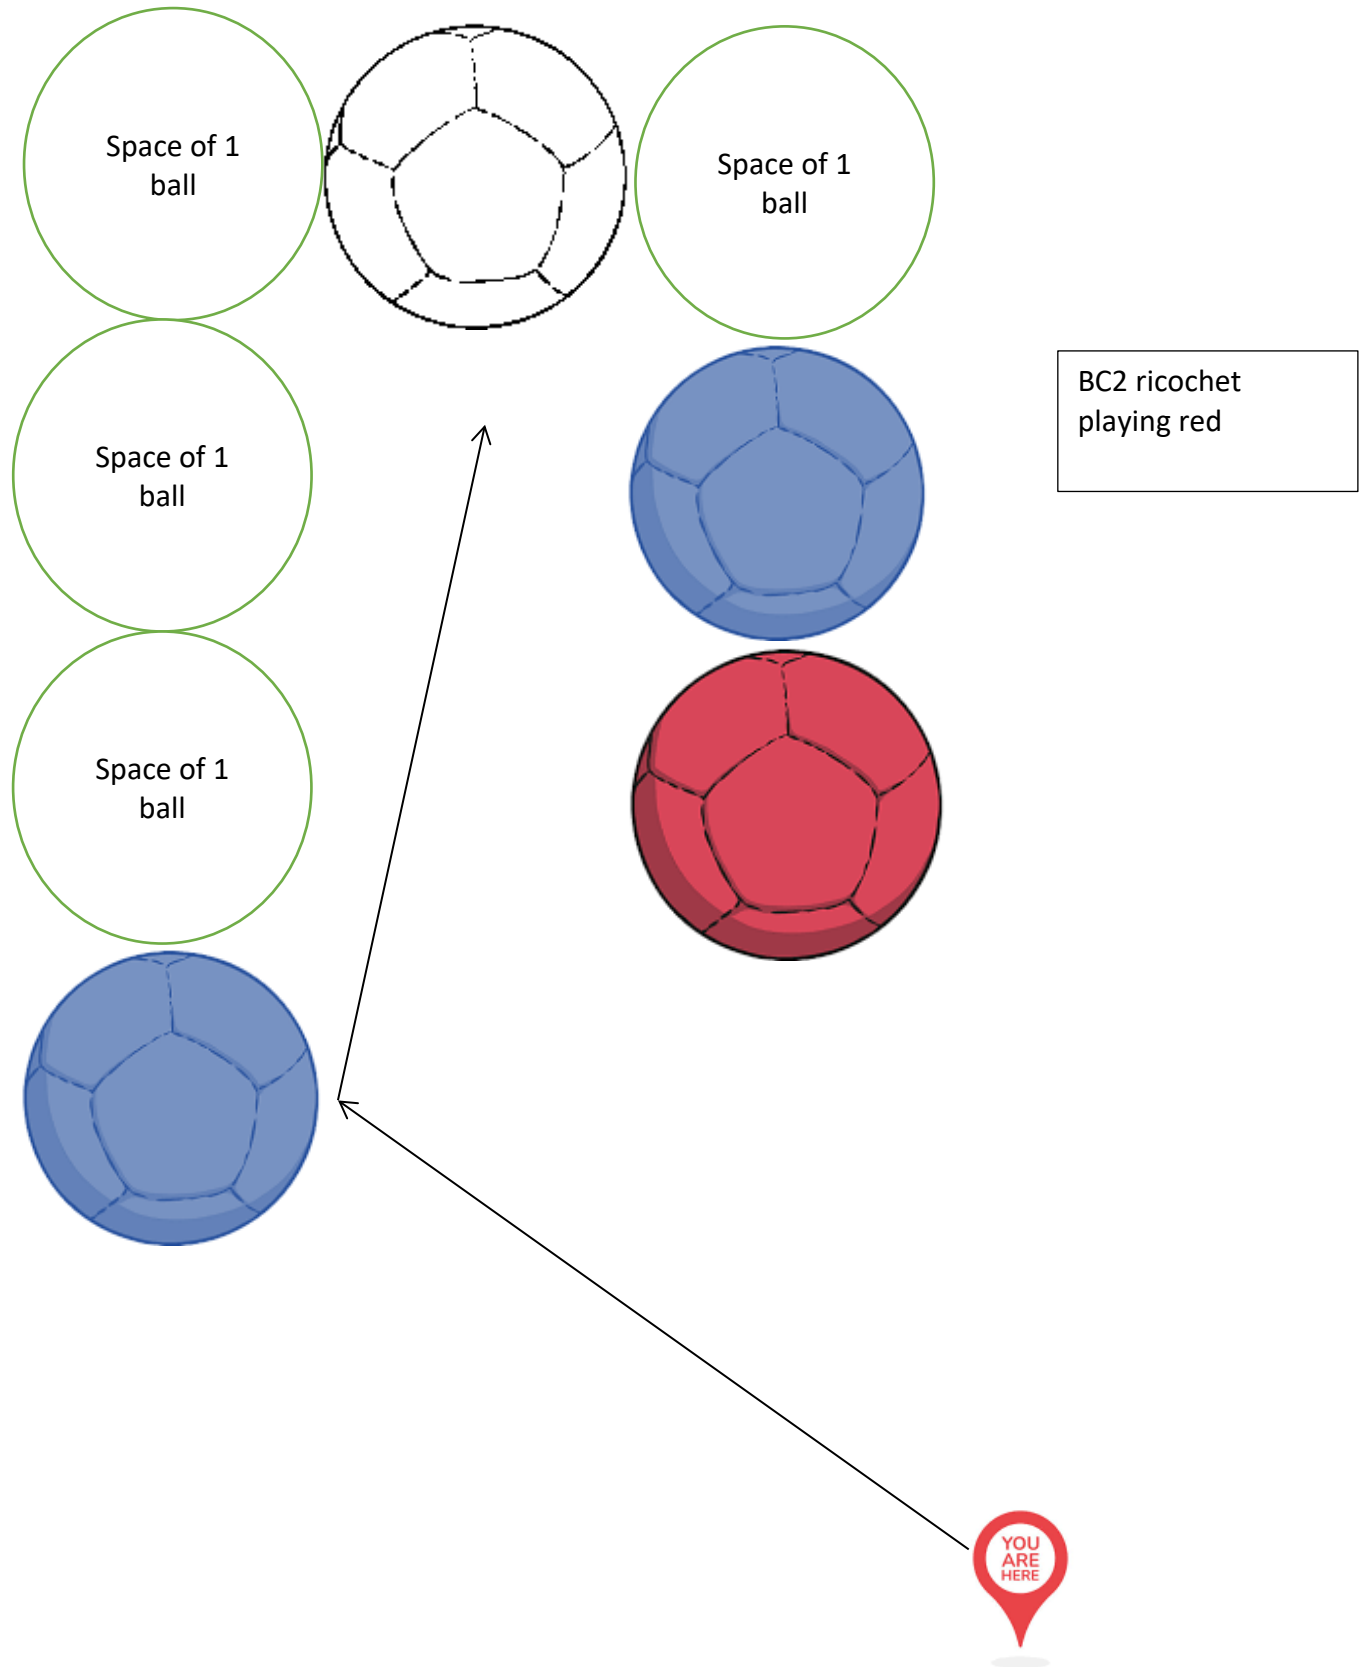 Space of 1
ball
Space of 1
ball
BC2 ricochet
playing red
Space of 1
ball
Space of 1
ball
YOU
ARE
HERE